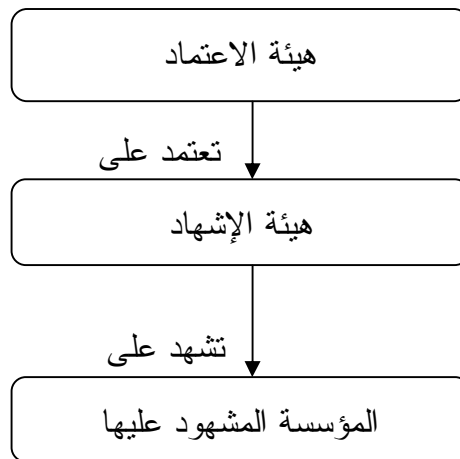 هيئة الاعتماد
تعتمد على
هيئة الإشهاد
تشهد على
المؤسسة المشهود عليها